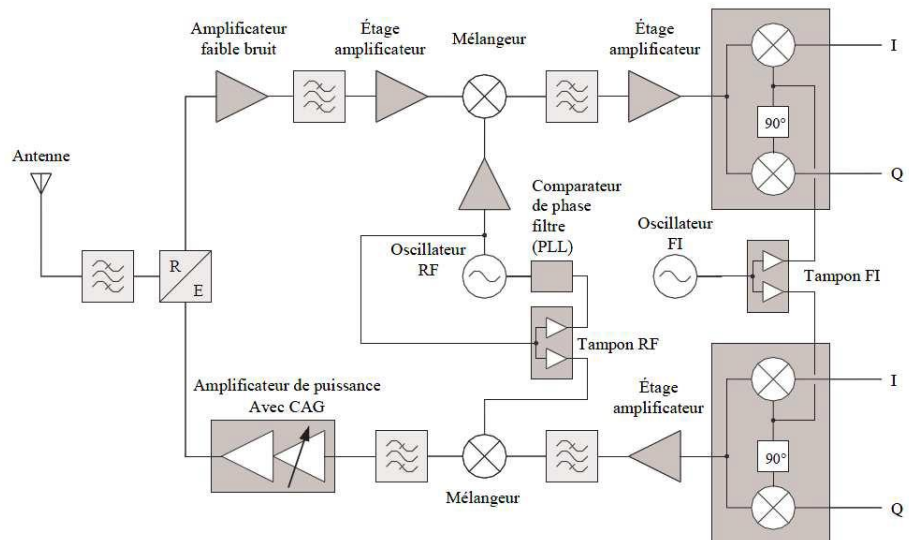 Amplificateur
faible bruit
Étage
amplificateur
Mélangeur
Étage
amplificateur
I
90°
Q
Antenne
R
E
Oscillateur
RF
Comparateur
de phase
filtre
(PLL)
Oscillateur
FI
Tampon FI
Tampon RF
Amplificateur de puissance
Avec CAG
Mélangeur
Étage
amplificateur
I
90°
Q